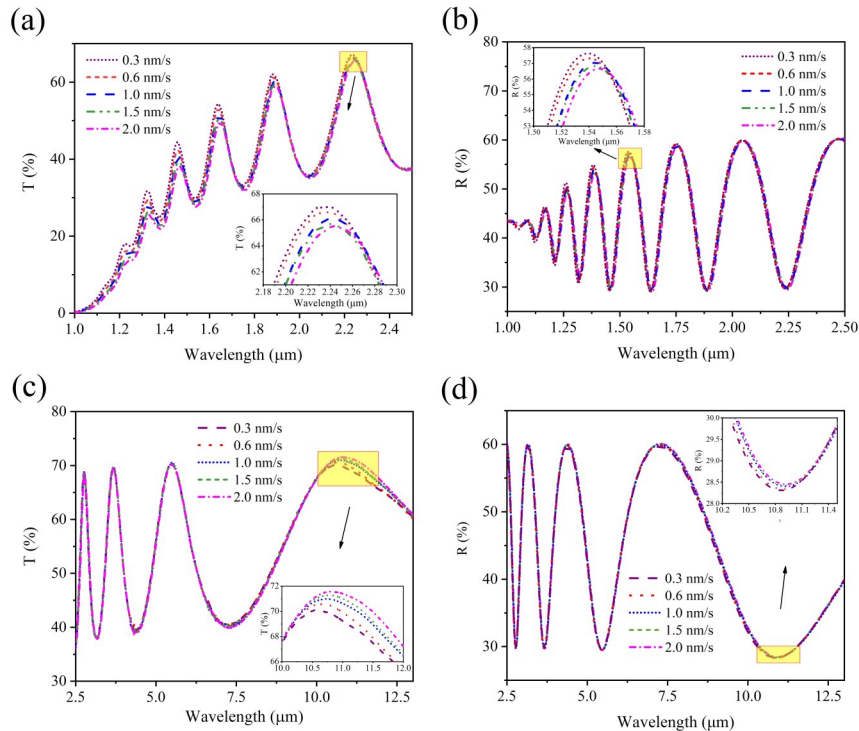 (a)
0.3 nm/s
0.6 nm/s
1.0 nm/s
1.5 nm/s
2.0 nm/s
T (%)
60
40
20
0
1.0
1.2
1.4
1.6
1.8
2.0
2.2
2.4
Wavelength (μm)
T (%)
68
67
66
65
64
63
62
61
2.18
2.20
2.22
2.24
2.26
2.28
2.30
Wavelength (μm)
(b)
0.3 nm/s
0.6 nm/s
1.0 nm/s
1.5 nm/s
2.0 nm/s
R (%)
80
70
60
50
40
30
1.00
1.25
1.50
1.75
2.00
2.25
2.50
Wavelength (μm)
R (%)
58
57
56
55
54
53
1.50
1.52
1.54
1.56
1.58
Wavelength (μm)
(c)
0.3 nm/s
0.6 nm/s
1.0 nm/s
1.5 nm/s
2.0 nm/s
T (%)
80
70
60
50
40
30
2.5
5.0
7.5
10.0
12.5
Wavelength (μm)
T (%)
72
70
68
66
10.0
10.5
11.0
11.5
12.0
(d)
0.3 nm/s
0.6 nm/s
1.0 nm/s
1.5 nm/s
2.0 nm/s
R (%)
70
60
50
40
30
20
2.5
5.0
7.5
10.0
12.5
Wavelength (μm)
R (%)
30.0
29.5
29.0
28.5
28.0
10.2
10.5
10.8
11.1
11.4